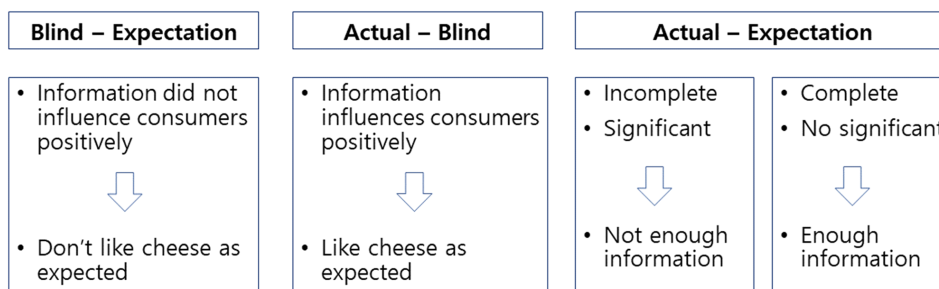 Blind – Expectation
Actual – Blind
Actual – Expectation
• Information did not
influence consumers
positively
• Don't like cheese as
expected
• Information
influences consumers
positively
• Like cheese as
expected
• Incomplete
• Significant
• Not enough
information
• Complete
• No significant
• Enough
information